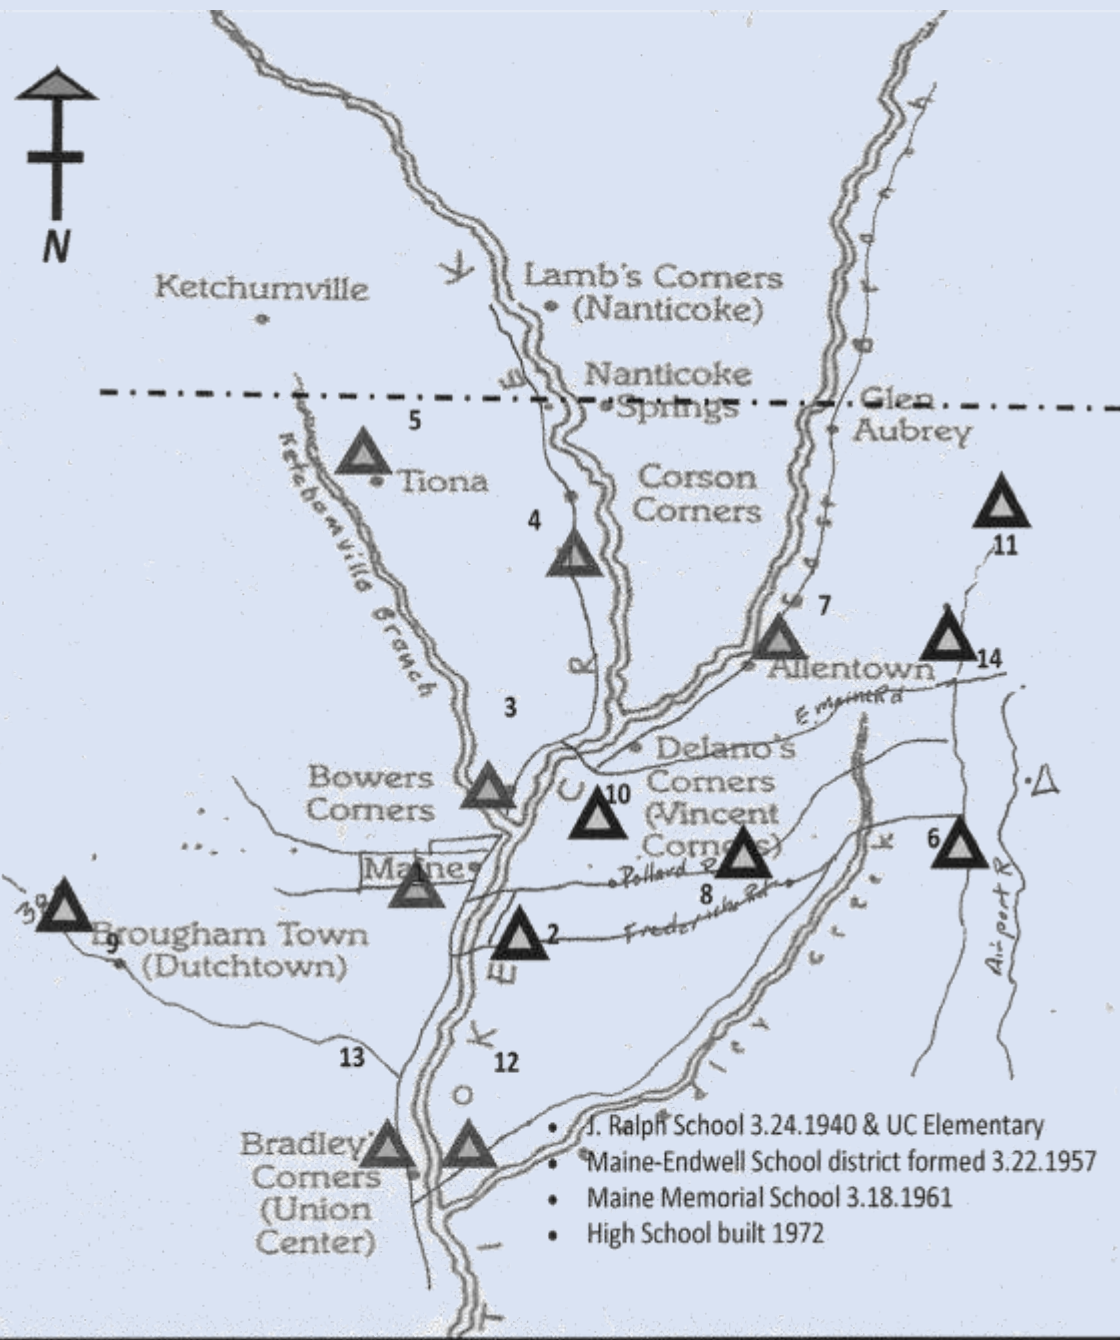 N
Ketchumville
Lamb's Corners
(Nanticoke)
Nanticoke
Springs
Glen
Aubrey
5
Tiona
Corson
Corners
4
11
Ketchumville Branch
7
Allentown
14
E. Maine Rd
3
Delano's
Corners
(Vincent
Corners)
Bowers
Corners
10
6
Maine
Pollard R
8
2
Brougham Town
(Dutchtown)
9
Airport R
13
12
Bradley
Corners
(Union
Center)
• J. Ralph School 3.24.1940 & UC Elementary
• Maine-Endwell School district formed 3.22.1957
• Maine Memorial School 3.18.1961
• High School built 1972